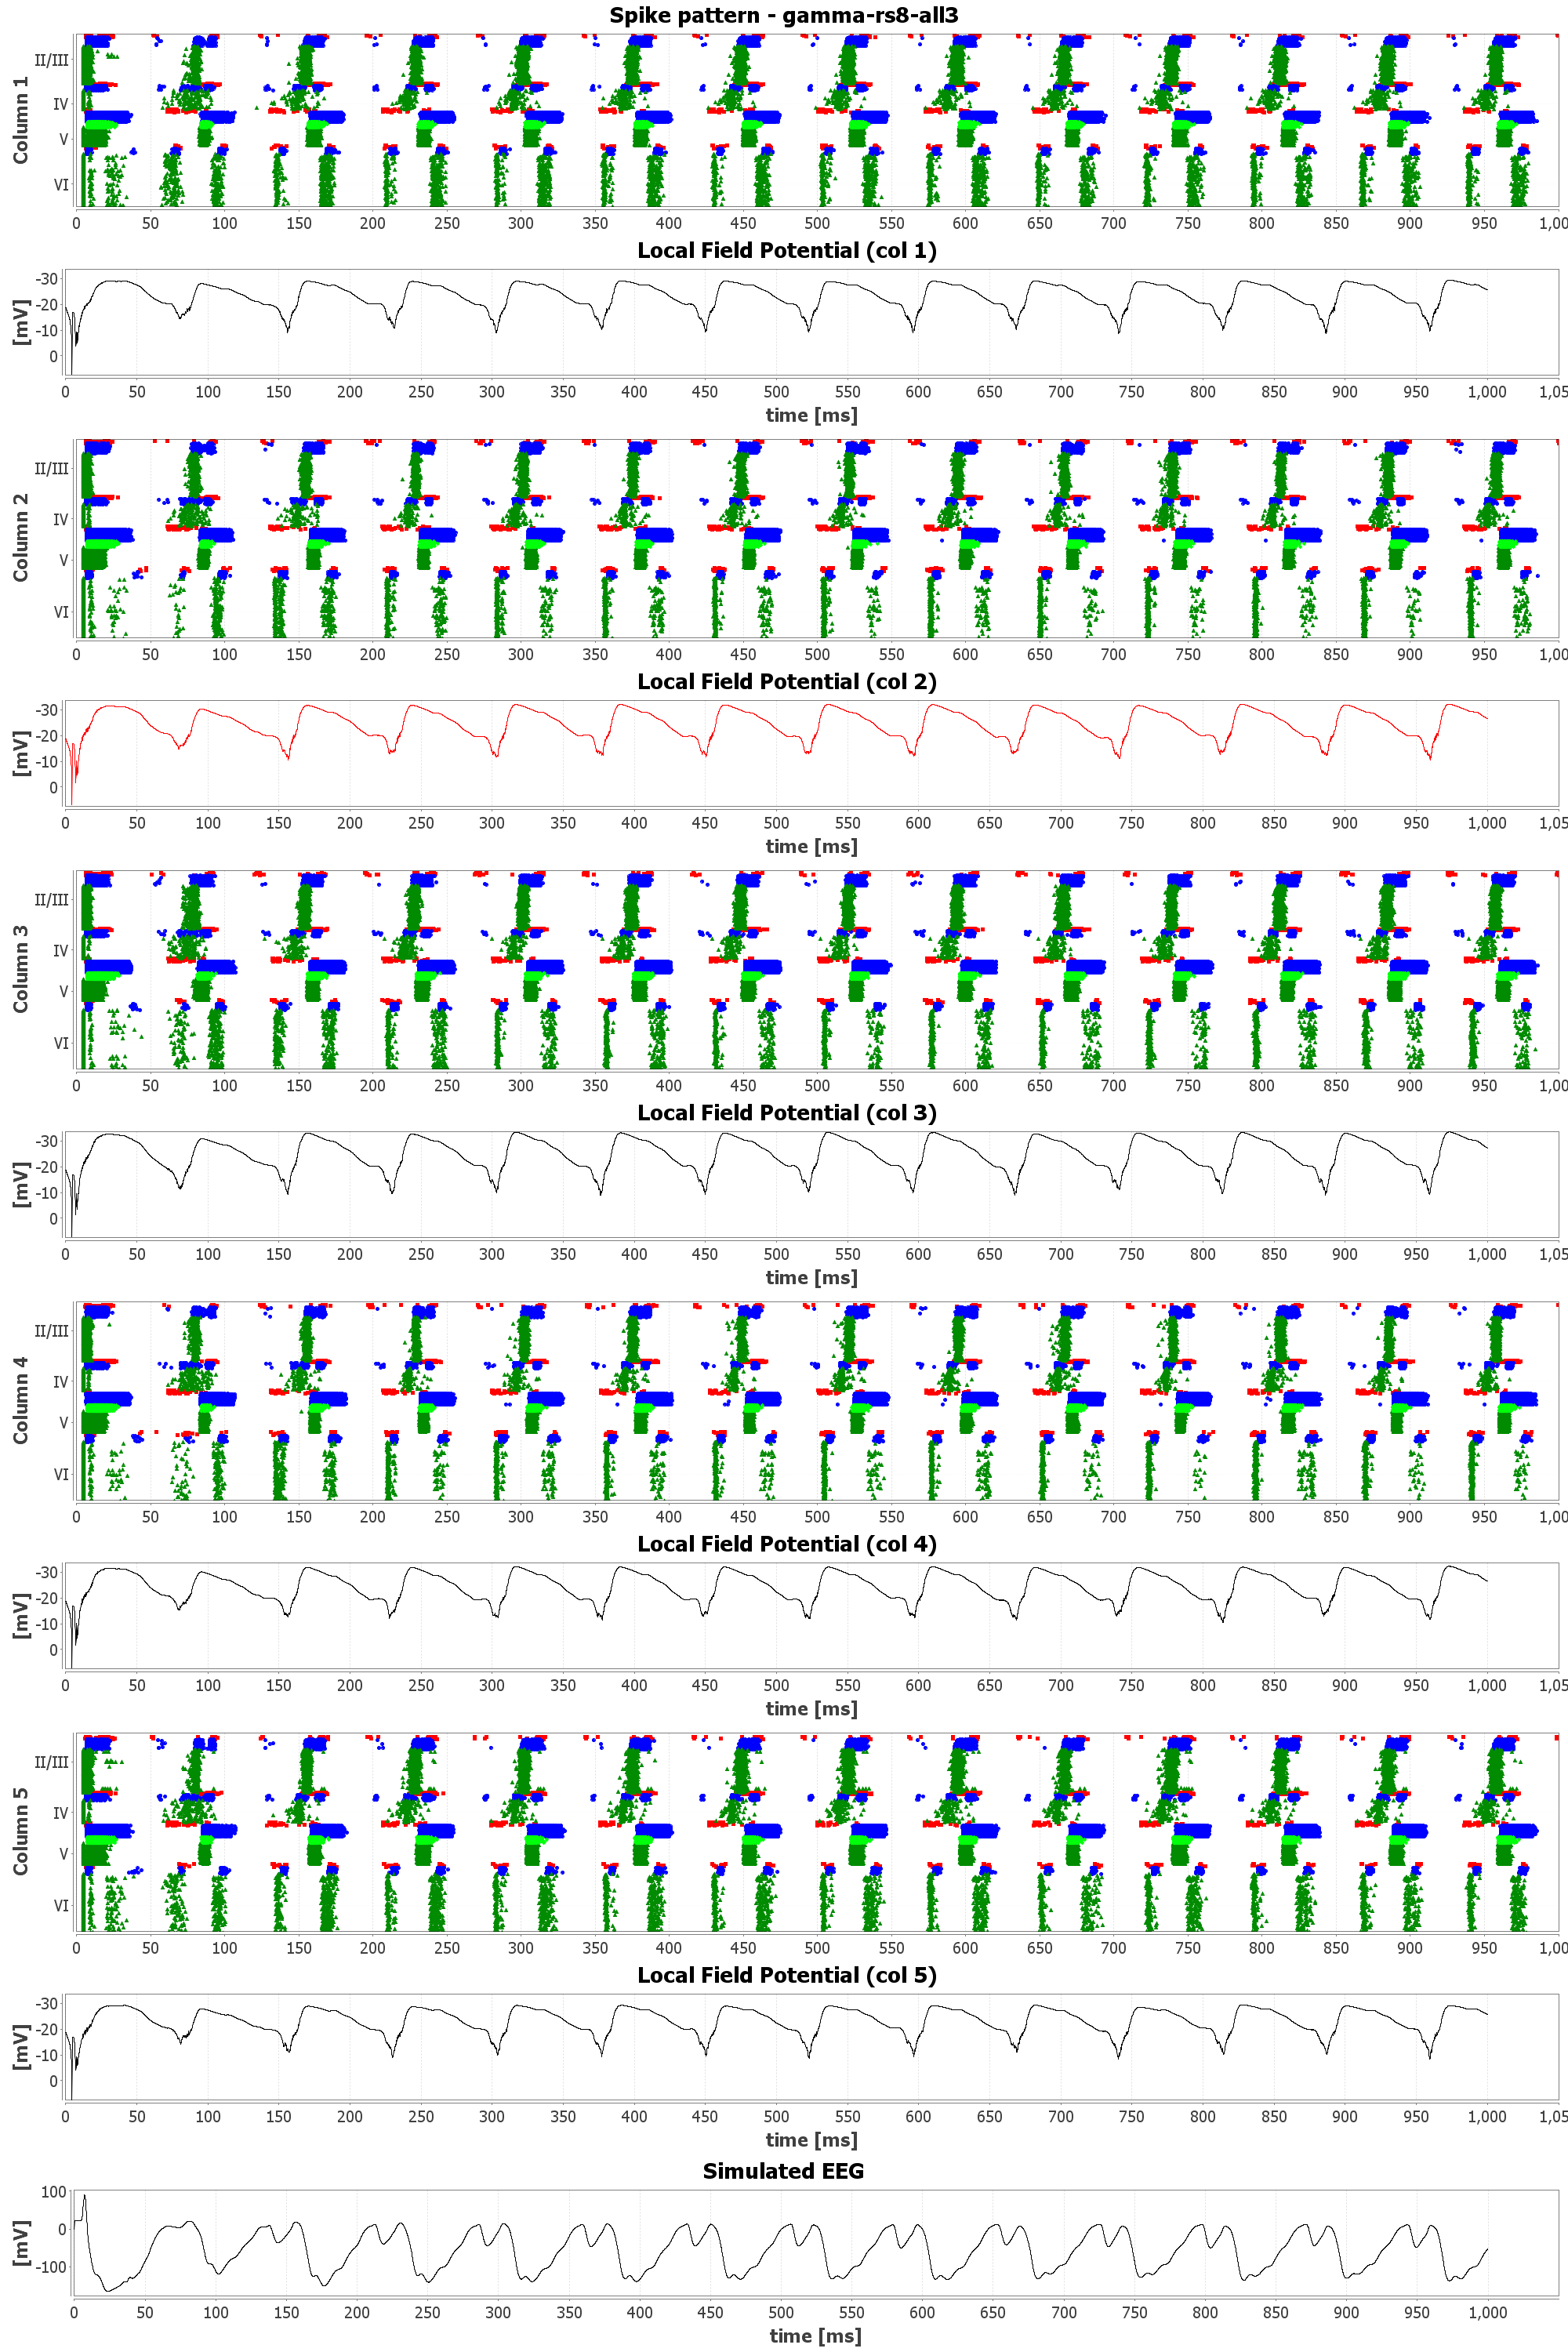 Spike pattern - gamma-rs8-all3
Column 1
II/III
IV
V
VI
0 50 100 150 200 250 300 350 400 450 500 550 600 650 700 750 800 850 900 950 1,00
Local Field Potential (col 1)
[mV]
-30
-20
-10
0
0 50 100 150 200 250 300 350 400 450 500 550 600 650 700 750 800 850 900 950 1,000 1,05
time [ms]
Column 2
II/III
IV
V
VI
0 50 100 150 200 250 300 350 400 450 500 550 600 650 700 750 800 850 900 950 1,00
Local Field Potential (col 2)
[mV]
-30
-20
-10
0
0 50 100 150 200 250 300 350 400 450 500 550 600 650 700 750 800 850 900 950 1,000 1,05
time [ms]
Column 3
II/III
IV
V
VI
0 50 100 150 200 250 300 350 400 450 500 550 600 650 700 750 800 850 900 950 1,00
Local Field Potential (col 3)
[mV]
-30
-20
-10
0
0 50 100 150 200 250 300 350 400 450 500 550 600 650 700 750 800 850 900 950 1,000 1,05
time [ms]
Column 4
II/III
IV
V
VI
0 50 100 150 200 250 300 350 400 450 500 550 600 650 700 750 800 850 900 950 1,00
Local Field Potential (col 4)
[mV]
-30
-20
-10
0
0 50 100 150 200 250 300 350 400 450 500 550 600 650 700 750 800 850 900 950 1,000 1,05
time [ms]
Column 5
II/III
IV
V
VI
0 50 100 150 200 250 300 350 400 450 500 550 600 650 700 750 800 850 900 950 1,00
Local Field Potential (col 5)
[mV]
-30
-20
-10
0
0 50 100 150 200 250 300 350 400 450 500 550 600 650 700 750 800 850 900 950 1,000 1,05
time [ms]
Simulated EEG
[mV]
100
0
-100
0 50 100 150 200 250 300 350 400 450 500 550 600 650 700 750 800 850 900 950 1,000
time [ms]